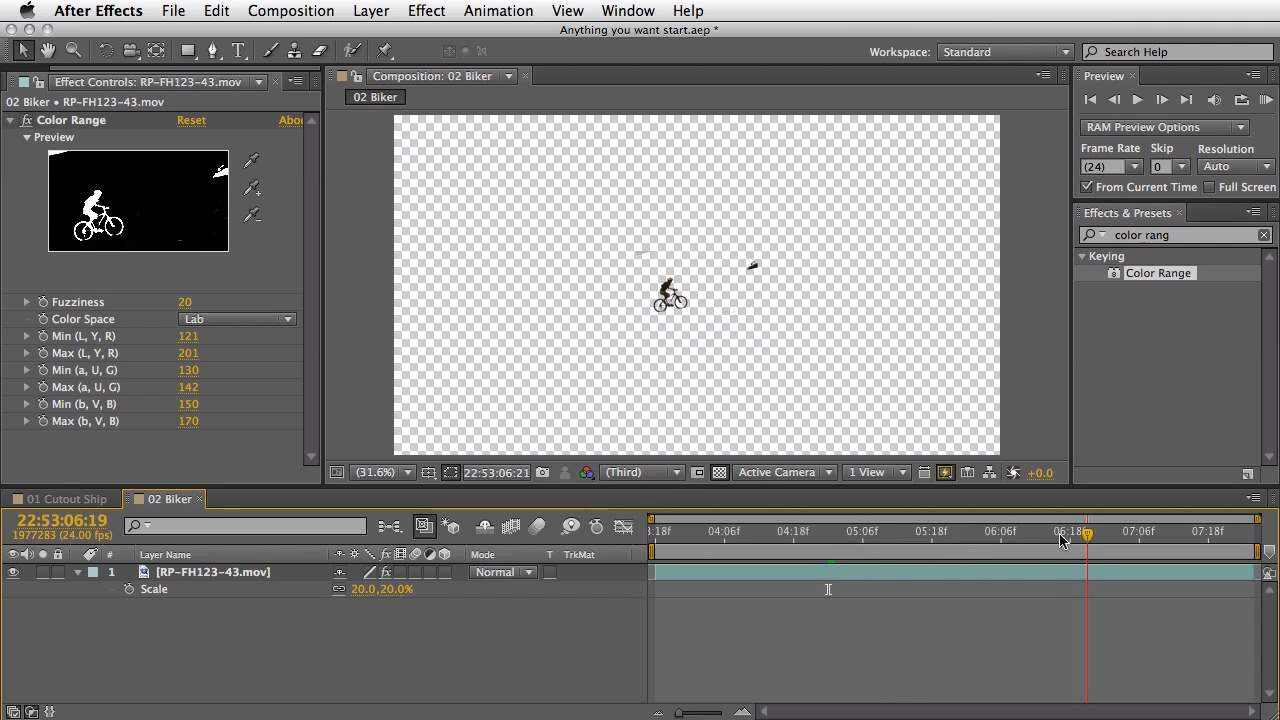 After Effects File Edit Composition Layer Effect Animation View Window Help
Anything you want start.aep *
Workspace: Standard Search Help
Effect Controls: RP-FH123-43.mov
02 Biker • RP-FH123-43.mov
fx Color Range Reset Abou
Preview
Fuzziness 20
Color Space Lab
Min (L, Y, R) 121
Max (L, Y, R) 201
Min (a, U, G) 130
Max (a, U, G) 142
Min (b, V, B) 150
Max (b, V, B) 170
Composition: 02 Biker
02 Biker
(31.6%) 22:53:06:21 (Third) Active Camera 1 View +0.0
Preview
RAM Preview Options
Frame Rate Skip Resolution
(24) 0 Auto
From Current Time Full Screen
Effects & Presets
color rang
Keying
Color Range
01 Cutout Ship 02 Biker
22:53:06:19
1977283 (24.00 fps)
3:18f 04:06f 04:18f 05:06f 05:18f 06:06f 06:18f 07:06f 07:18f
# Layer Name fx Mode T TrkMat
1 [RP-FH123-43.mov] fx Normal
Scale 20.0,20.0%